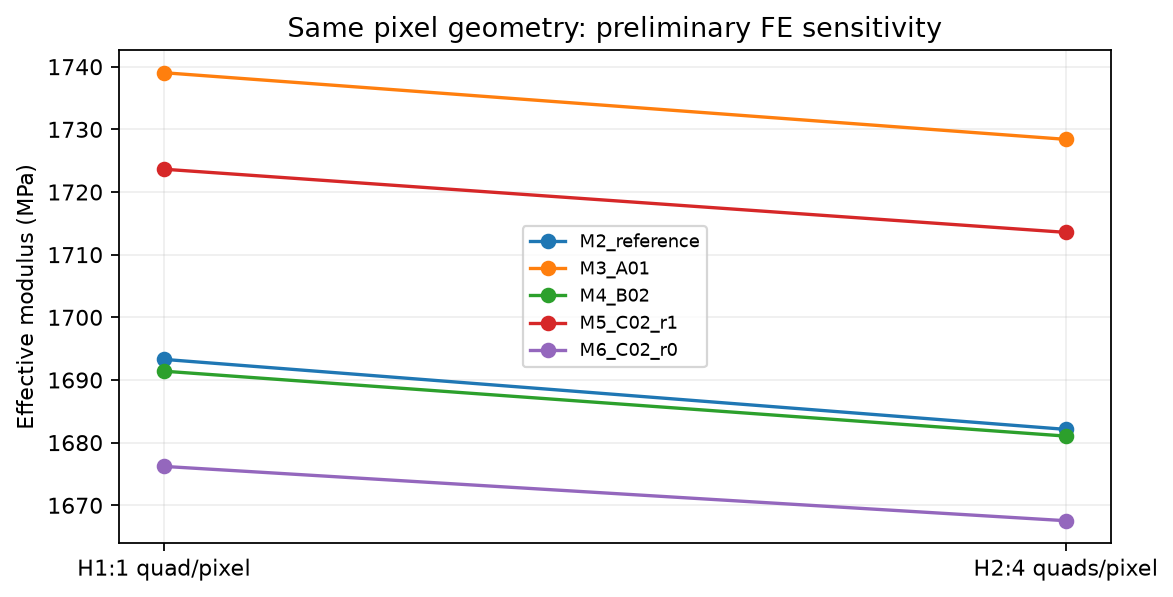 Same pixel geometry: preliminary FE sensitivity
Effective modulus (MPa)
1740
1730
1720
1710
1700
1690
1680
1670
M2_reference
M3_A01
M4_B02
M5_C02_r1
M6_C02_r0
H1:1 quad/pixel
H2:4 quads/pixel